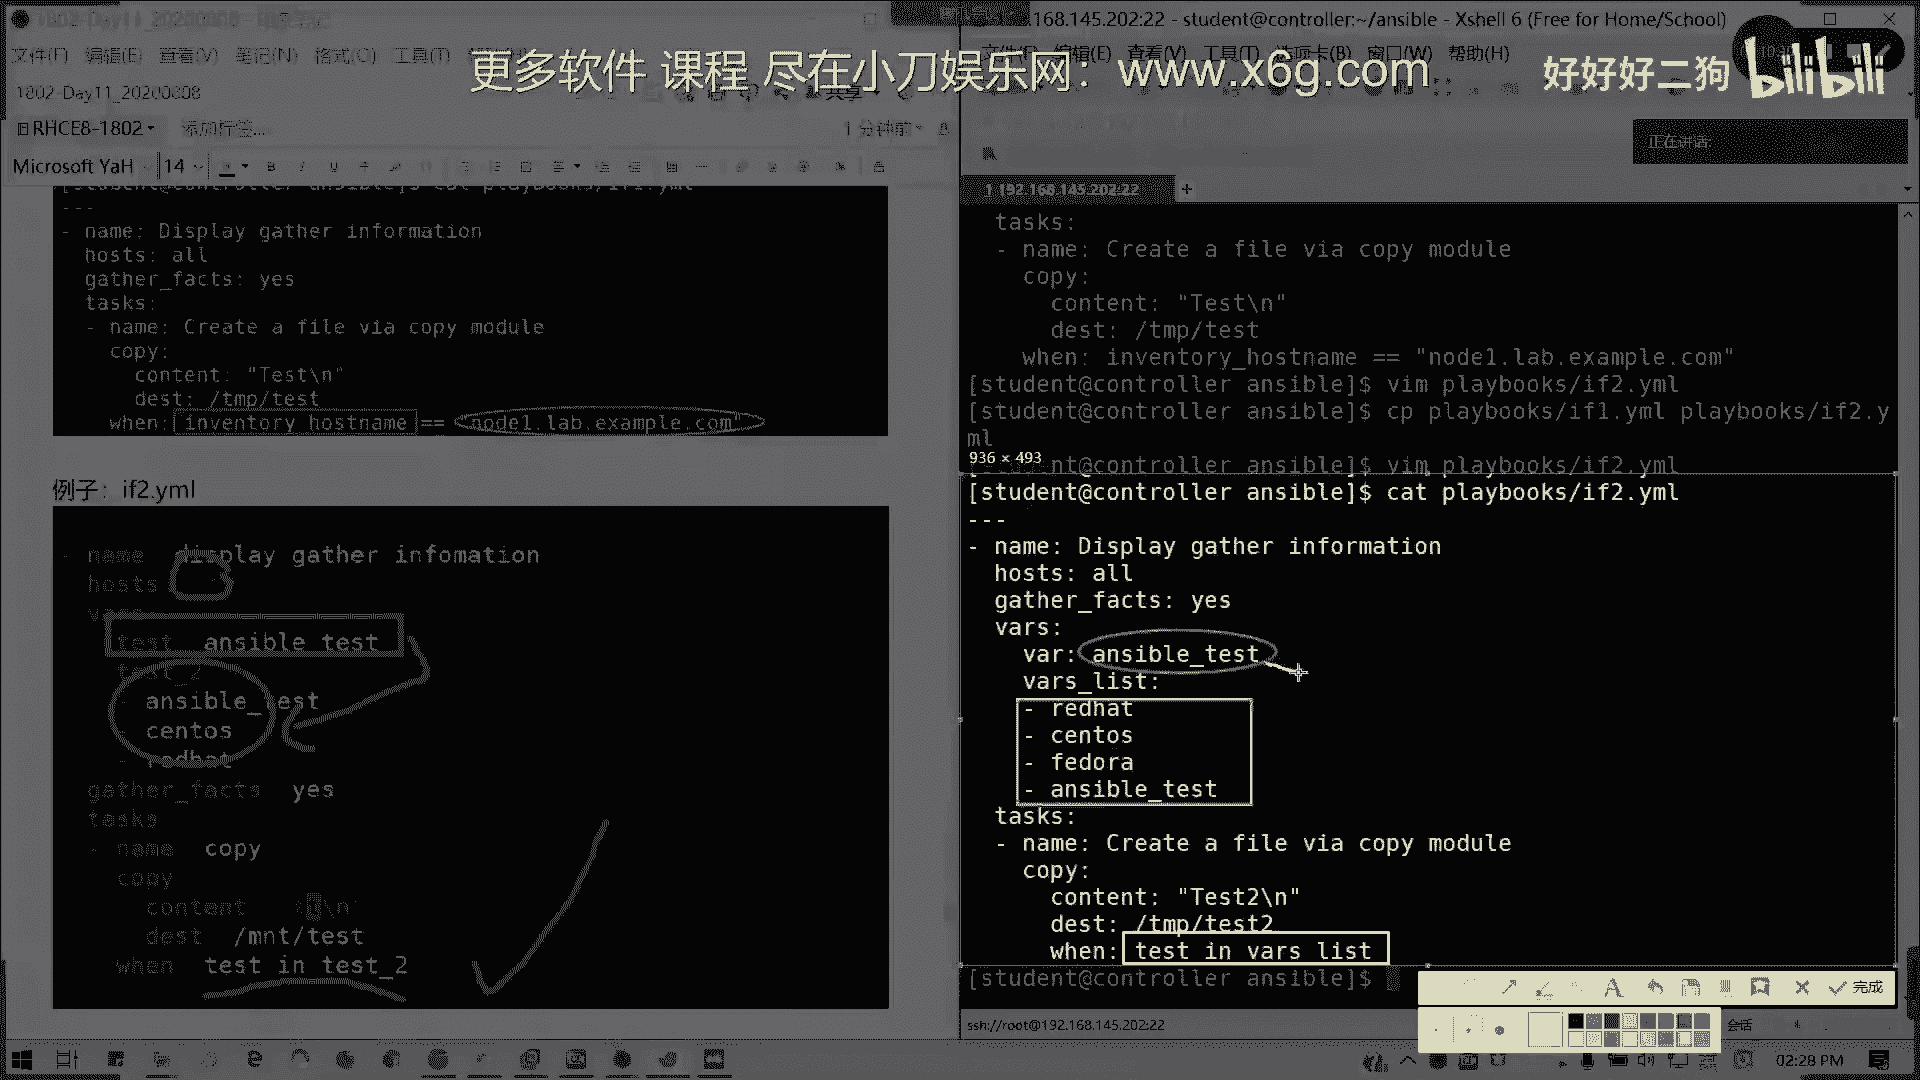 1802-Day11_20200808
168.145.202:22 - student@controller:~/ansible - Xshell 6 (Free for Home/School)
文件(F) 编辑(E) 查看(V) 笔记(N) 格式(C) 工具(T)
文件(F) 编辑(E) 查看(V) 工具(T) 选项卡(B) 窗口(W) 帮助(H)
更多软件 课程 尽在小刀娱乐网：www.x6g.com
好好好二狗 bilibili
1802-Day11_20200808
共享
RHCE8-1802 添加标签...
1 分钟前
正在讲话:
Microsoft YaH 14
1 192.168.145.202:22 +
[student@controller ansible]$ cat playbooks/if1.yml
---
- name: Display gather information
hosts: all
gather_facts: yes
tasks:
- name: Create a file via copy module
copy:
content: "Test\n"
dest: /tmp/test
when: inventory_hostname == "node1.lab.example.com"
例子：if2.yml
- name display gather infomation
hosts
vars
test ansible_test
test_2
- ansible_test
- centos
- redhat
gather_facts yes
tasks
- name copy
copy
content
dest /mnt/test
when test in test_2
tasks:
- name: Create a file via copy module
copy:
content: "Test\n"
dest: /tmp/test
when: inventory_hostname == "node1.lab.example.com"
[student@controller ansible]$ vim playbooks/if2.yml
[student@controller ansible]$ cp playbooks/if1.yml playbooks/if2.y
ml
936 × 493
nt@controller ansible]$ vim playbooks/if2.yml
[student@controller ansible]$ cat playbooks/if2.yml
---
- name: Display gather information
hosts: all
gather_facts: yes
vars:
var: ansible_test
vars_list:
- redhat
- centos
- fedora
- ansible_test
tasks:
- name: Create a file via copy module
copy:
content: "Test2\n"
dest: /tmp/test2
when: test in vars list
[student@controller ansible]$
完成
ssh://root@192.168.145.202:22
会话
02:28 PM